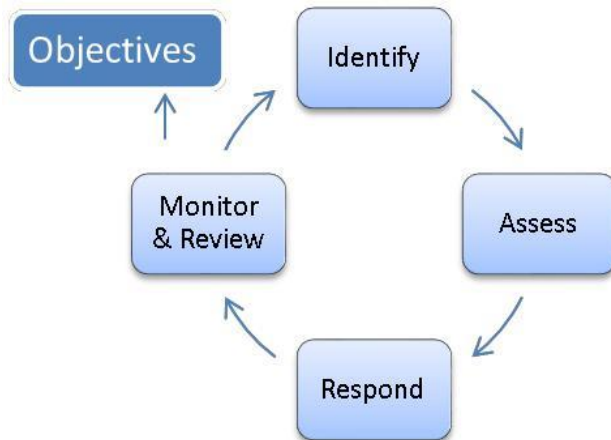 Objectives
Identify
Monitor
& Review
Assess
Respond